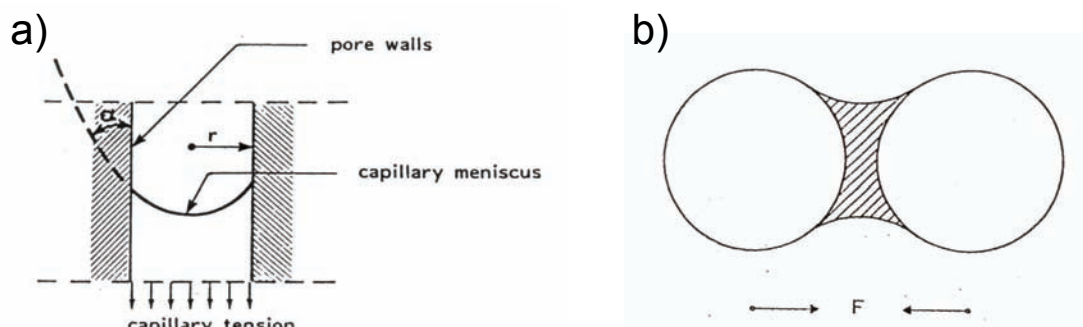 a)
pore walls
α
r
capillary meniscus
capillary tension
b)
F